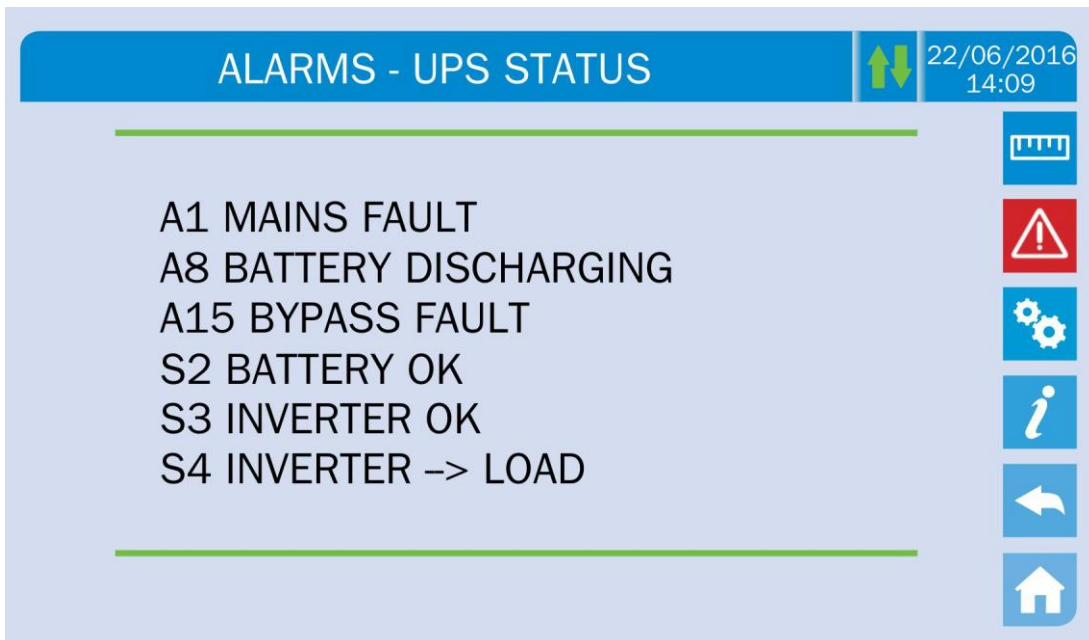 ALARMS - UPS STATUS
22/06/2016
14:09
A1 MAINS FAULT
A8 BATTERY DISCHARGING
A15 BYPASS FAULT
S2 BATTERY OK
S3 INVERTER OK
S4 INVERTER --> LOAD
i